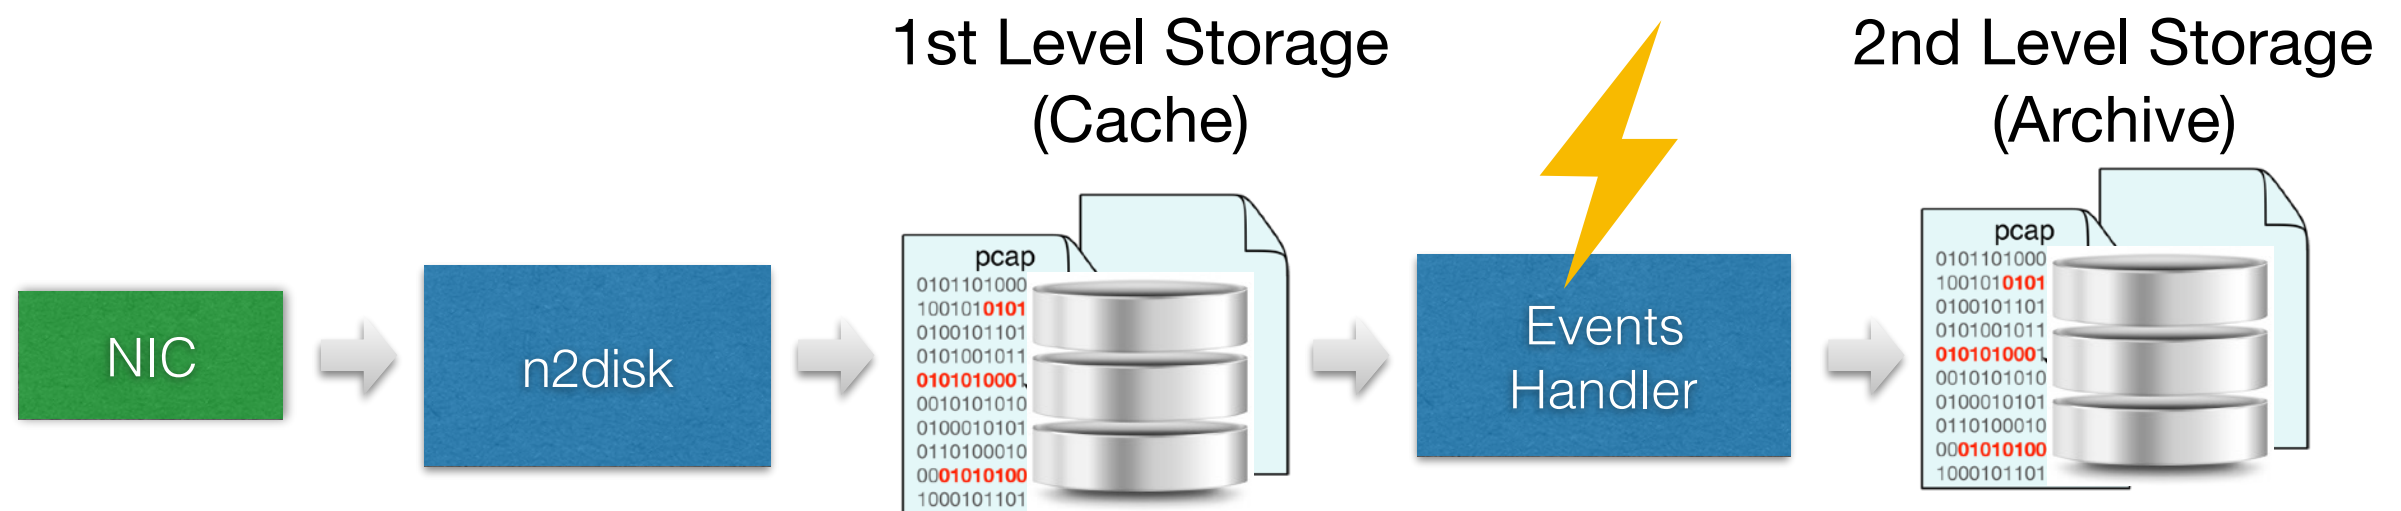 1st Level Storage
(Cache)
2nd Level Storage
(Archive)
NIC
n2disk
pcap
0101101000
1001010101
0100101101
0101001011
0101010001
0010101010
0100010101
0110100010
0001010100
1000101101
Events
Handler
pcap
0101101000
1001010101
0100101101
0101001011
0101010001
0010101010
0100010101
0110100010
0001010100
1000101101